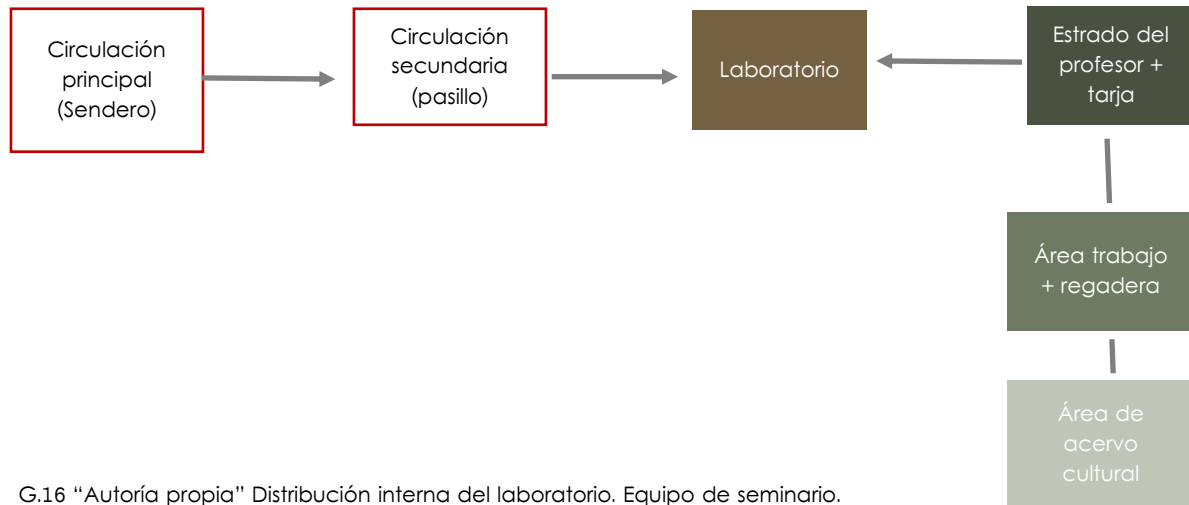 Circulación
principal
(Sendero)
Circulación
secundaria
(pasillo)
Laboratorio
Estrado del
profesor +
tarja
Área trabajo
+ regadera
Área de
acervo
cultural
G.16 “Autoría propia” Distribución interna del laboratorio. Equipo de seminario.